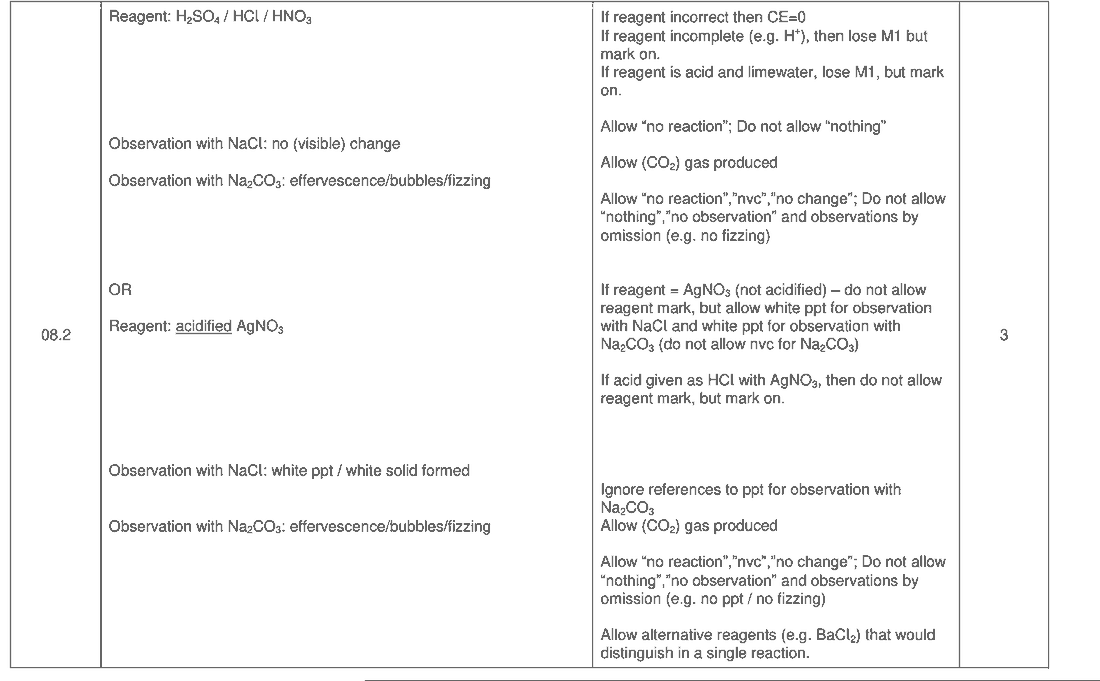 Reagent: H₂SO₄ / HCl / HNO₃
If reagent incorrect then CE=0
If reagent incomplete (e.g. H⁺), then lose M1 but
mark on.
If reagent is acid and limewater, lose M1, but mark
on.
Allow “no reaction”; Do not allow “nothing”
Observation with NaCl: no (visible) change
Allow (CO₂) gas produced
Observation with Na₂CO₃: effervescence/bubbles/fizzing
Allow “no reaction”,”nvc”,”no change”; Do not allow
“nothing”,”no observation” and observations by
omission (e.g. no fizzing)
OR
If reagent = AgNO₃ (not acidified) – do not allow
reagent mark, but allow white ppt for observation
with NaCl and white ppt for observation with
Na₂CO₃ (do not allow nvc for Na₂CO₃)
Reagent: acidified AgNO₃
08.2
3
If acid given as HCl with AgNO₃, then do not allow
reagent mark, but mark on.
Observation with NaCl: white ppt / white solid formed
Ignore references to ppt for observation with
Na₂CO₃
Observation with Na₂CO₃: effervescence/bubbles/fizzing
Allow (CO₂) gas produced
Allow “no reaction”,”nvc”,”no change”; Do not allow
“nothing”,”no observation” and observations by
omission (e.g. no ppt / no fizzing)
Allow alternative reagents (e.g. BaCl₂) that would
distinguish in a single reaction.